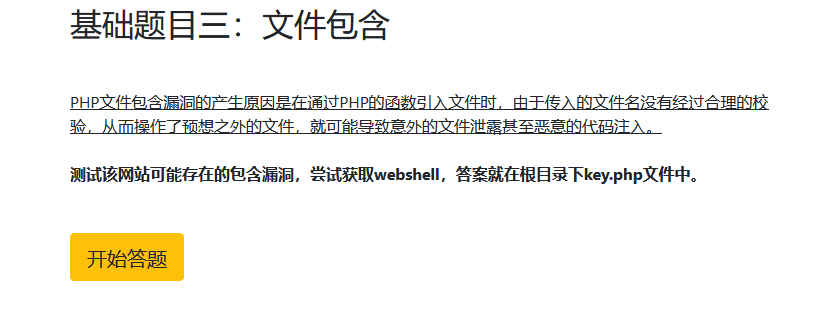 基础题目三：文件包含
PHP文件包含漏洞的产生原因是在通过PHP的函数引入文件时，由于传入的文件名没有经过合理的校
验，从而操作了预想之外的文件，就可能导致意外的文件泄露甚至恶意的代码注入。
测试该网站可能存在的包含漏洞，尝试获取webshell，答案就在根目录下key.php文件中。
开始答题